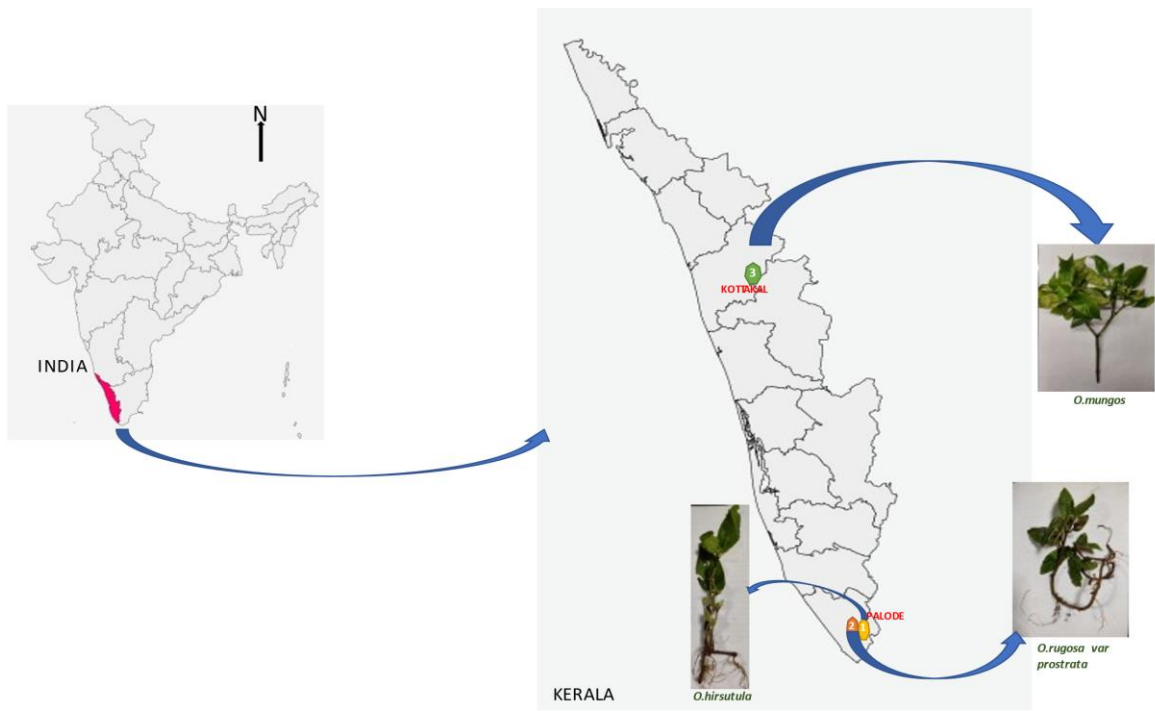 N
INDIA
3
KOTTAKAL
O.mungos
2
1
PALODE
O.rugosa var
prostrata
O.hirsutula
KERALA